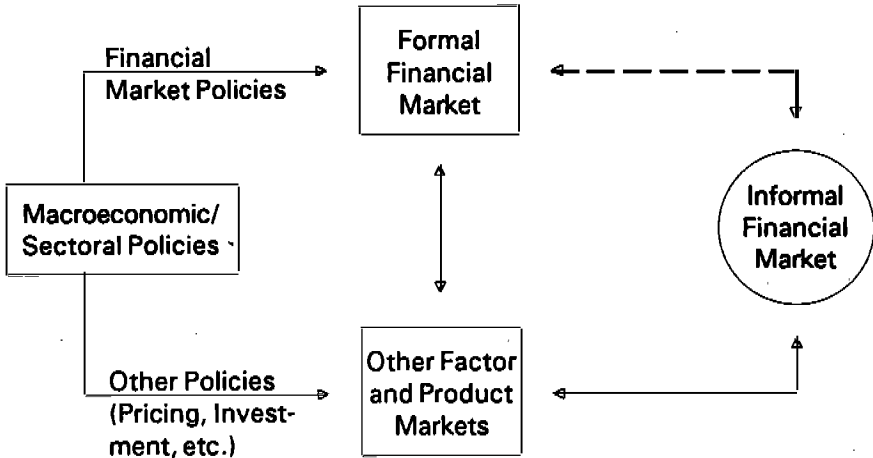 Financial
Market Policies
Formal
Financial
Market
Macroeconomic/
Sectoral Policies
Informal
Financial
Market
Other Policies
(Pricing, Invest-
ment, etc.)
Other Factor
and Product
Markets